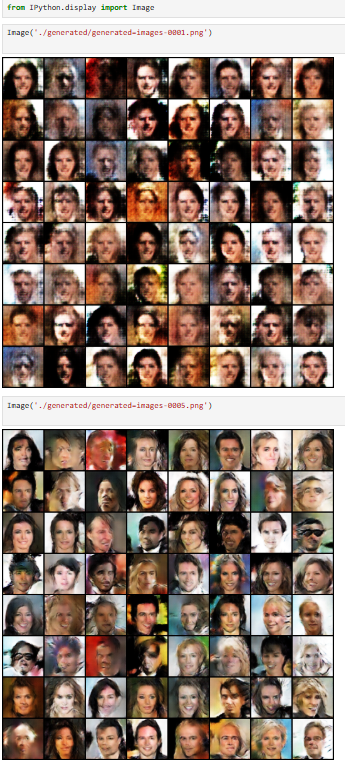 from IPython.display import Image
Image('./generated/generated=images-0001.png')
Image('./generated/generated=images-0005.png')